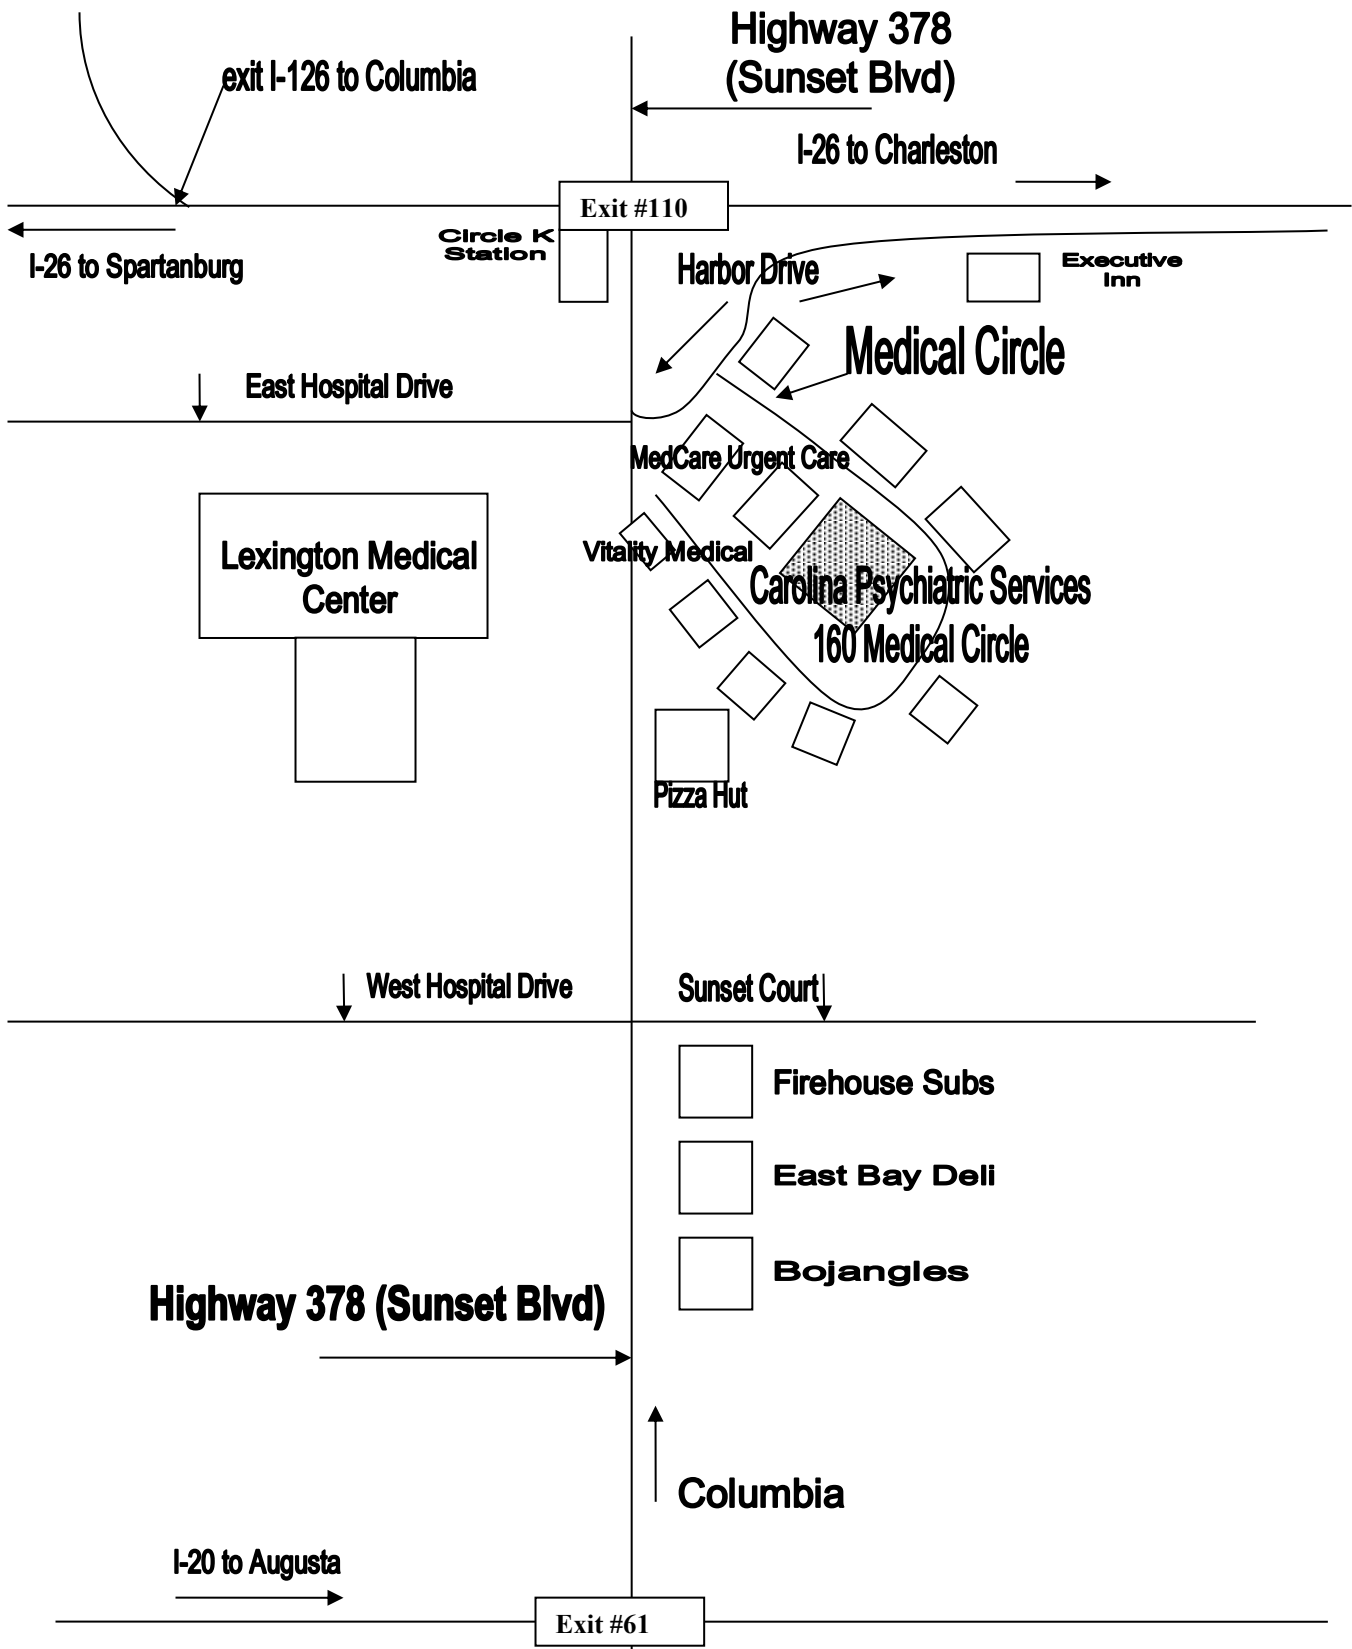 Highway 378
(Sunset Blvd)
exit I-126 to Columbia
I-26 to Charleston
Exit #110
Circle K
Station
I-26 to Spartanburg
Harbor Drive
Executive
Inn
Medical Circle
East Hospital Drive
MedCare Urgent Care
Lexington Medical
Center
Vitality Medical
Carolina Psychiatric Services
160 Medical Circle
Pizza Hut
West Hospital Drive
Sunset Court
Firehouse Subs
East Bay Deli
Bojangles
Highway 378 (Sunset Blvd)
Columbia
I-20 to Augusta
Exit #61